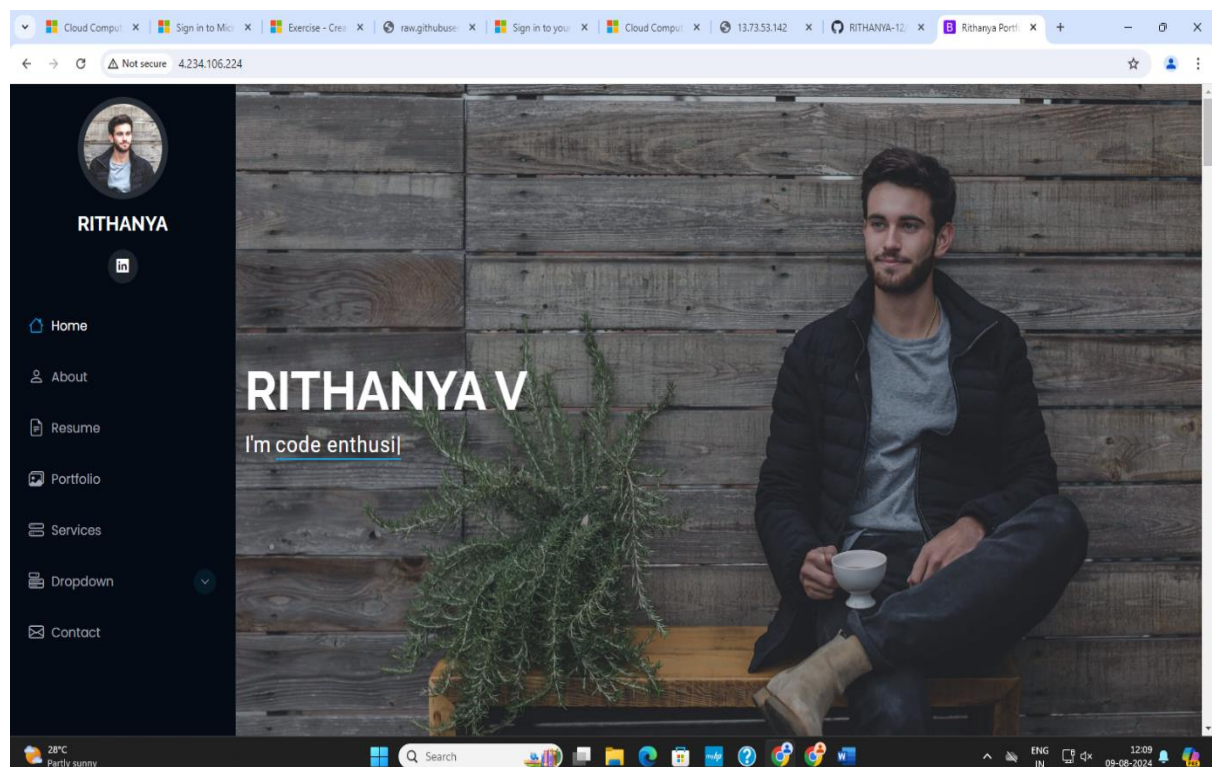 Cloud Comput
Sign in to Micr
Exercise - Crea
raw.githubuser
Sign in to your
Cloud Comput
13.73.53.142
RITHANYA-12/
Rithanya Portf
Not secure
4.234.106.224
RITHANYA
Home
About
Resume
Portfolio
Services
Dropdown
Contact
RITHANYA V
I'm code enthusi|
28°C
Partly sunny
Search
ENG
IN
12:09
09-08-2024